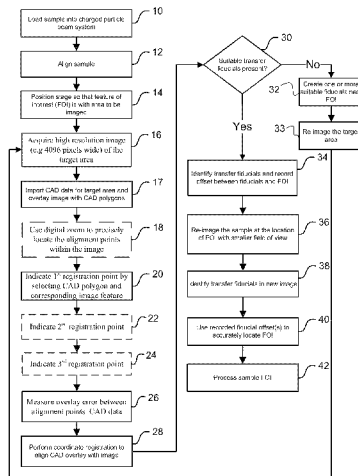 Load sample into charged particle
beam system
10
Align sample
12
Position stage so that feature of
interest (FOI) is with area to be
imaged
14
Acquire high resolution image
(e.g 4096 pixels wide) of the
target area
16
Import CAD data for target area and
overlay image with CAD polygons
17
Use digital zoom to precisely
locate the alignment points
within the image
18
Indicate 1st registration point by
selecting CAD polygon and
corresponding image feature
20
Indicate 2nd registration point
22
Indicate 3rd registration point
24
Measure overlay error between
alignment points CAD data
26
Perform coordinate registration to
align CAD overlay with image
28
Suitable transfer
fiducials present?
30
No
Yes
Create one or more
suitable fiducials near
FOI
32
Re-image the target
area
33
Identify transfer fiducials and record
offset between fiducials and FOI
34
Re-image the sample at the location
of FOI with smaller field of view
36
Identify transfer fiducials in new image
38
Use recorded fiducial offset(s) to
accurately locate FOI
40
Process sample FOI
42